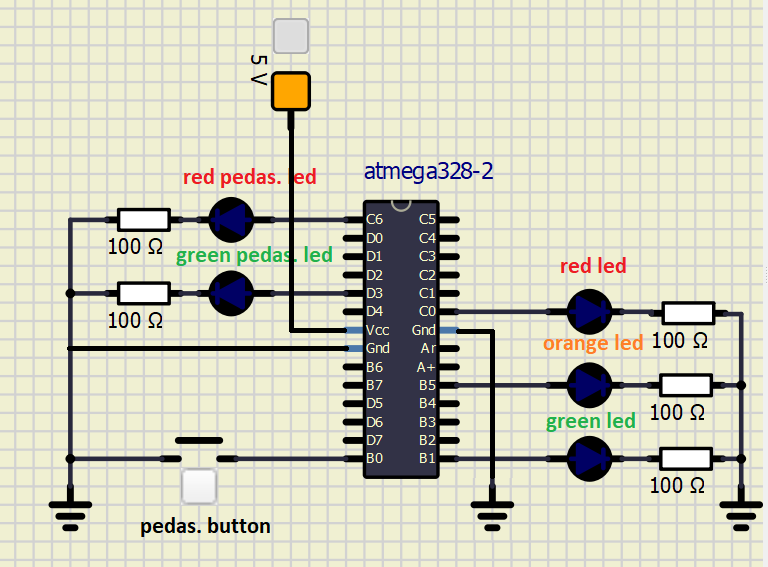 5 V
atmega328-2
red pedas. led
100 Ω
green pedas. led
100 Ω
C6 C5
D0 C4
D1 C3
D2 C2
D3 C1
D4 C0
Vcc Gnd
Gnd Ar
B6 A+
B7 B5
D5 B4
D6 B3
D7 B2
B0 B1
red led
100 Ω
orange led
100 Ω
green led
100 Ω
pedas. button